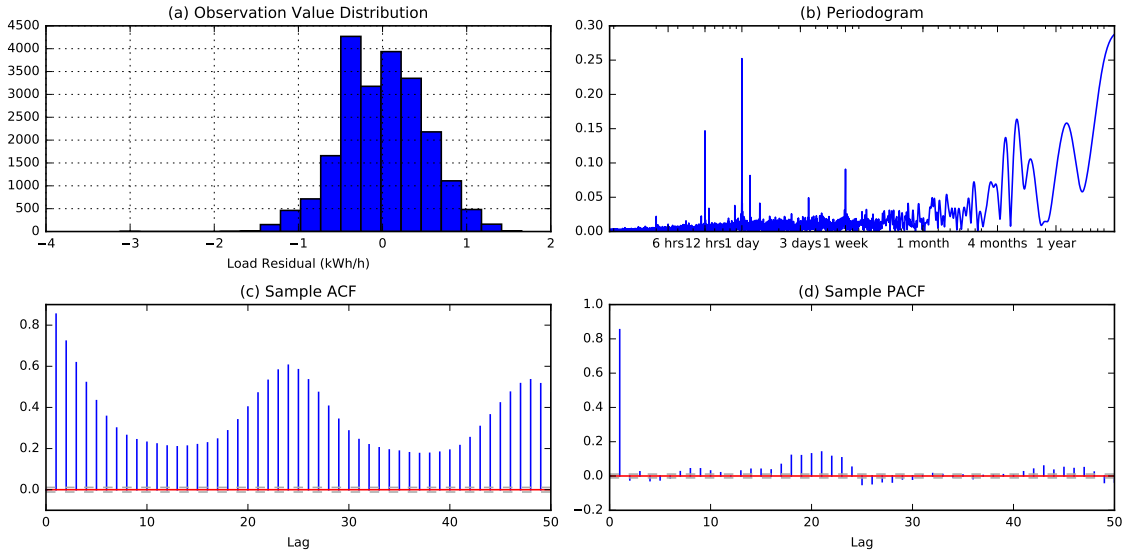 (a) Observation Value Distribution
4500
4000
3500
3000
2500
2000
1500
1000
500
0
−4 −3 −2 −1 0 1 2
Load Residual (kWh/h)
(b) Periodogram
0.30
0.25
0.20
0.15
0.10
0.05
0.00
6 hrs 12 hrs 1 day 3 days 1 week 1 month 4 months 1 year
(c) Sample ACF
0.8
0.6
0.4
0.2
0.0
0 10 20 30 40 50
Lag
(d) Sample PACF
1.0
0.8
0.6
0.4
0.2
0.0
−0.2
0 10 20 30 40 50
Lag